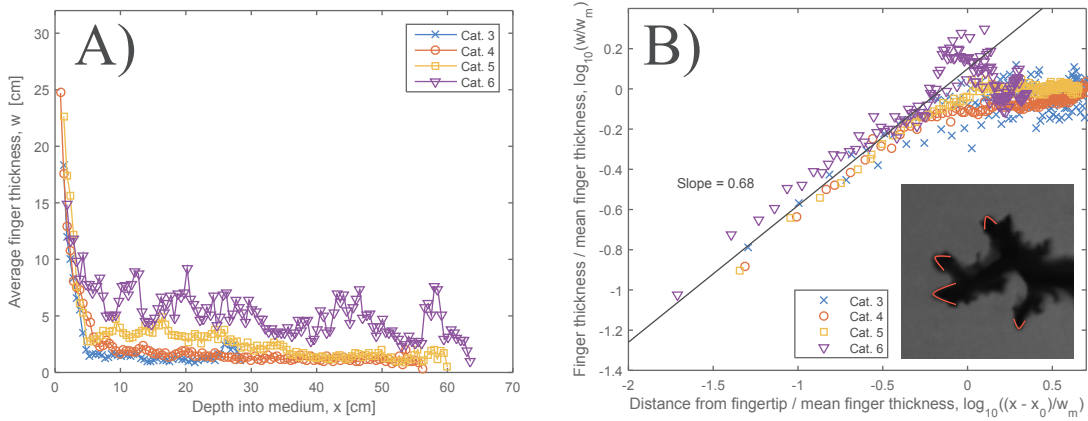 A)
Cat. 3
Cat. 4
Cat. 5
Cat. 6
Average finger thickness, w [cm]
30
25
20
15
10
5
0
0 10 20 30 40 50 60 70
Depth into medium, x [cm]
B)
Finger thickness / mean finger thickness, log10(w/wm)
0.2
0
-0.2
-0.4
-0.6
-0.8
-1
-1.2
-1.4
Slope = 0.68
Cat. 3
Cat. 4
Cat. 5
Cat. 6
-2 -1.5 -1 -0.5 0 0.5
Distance from fingertip / mean finger thickness, log10((x - x0)/wm)